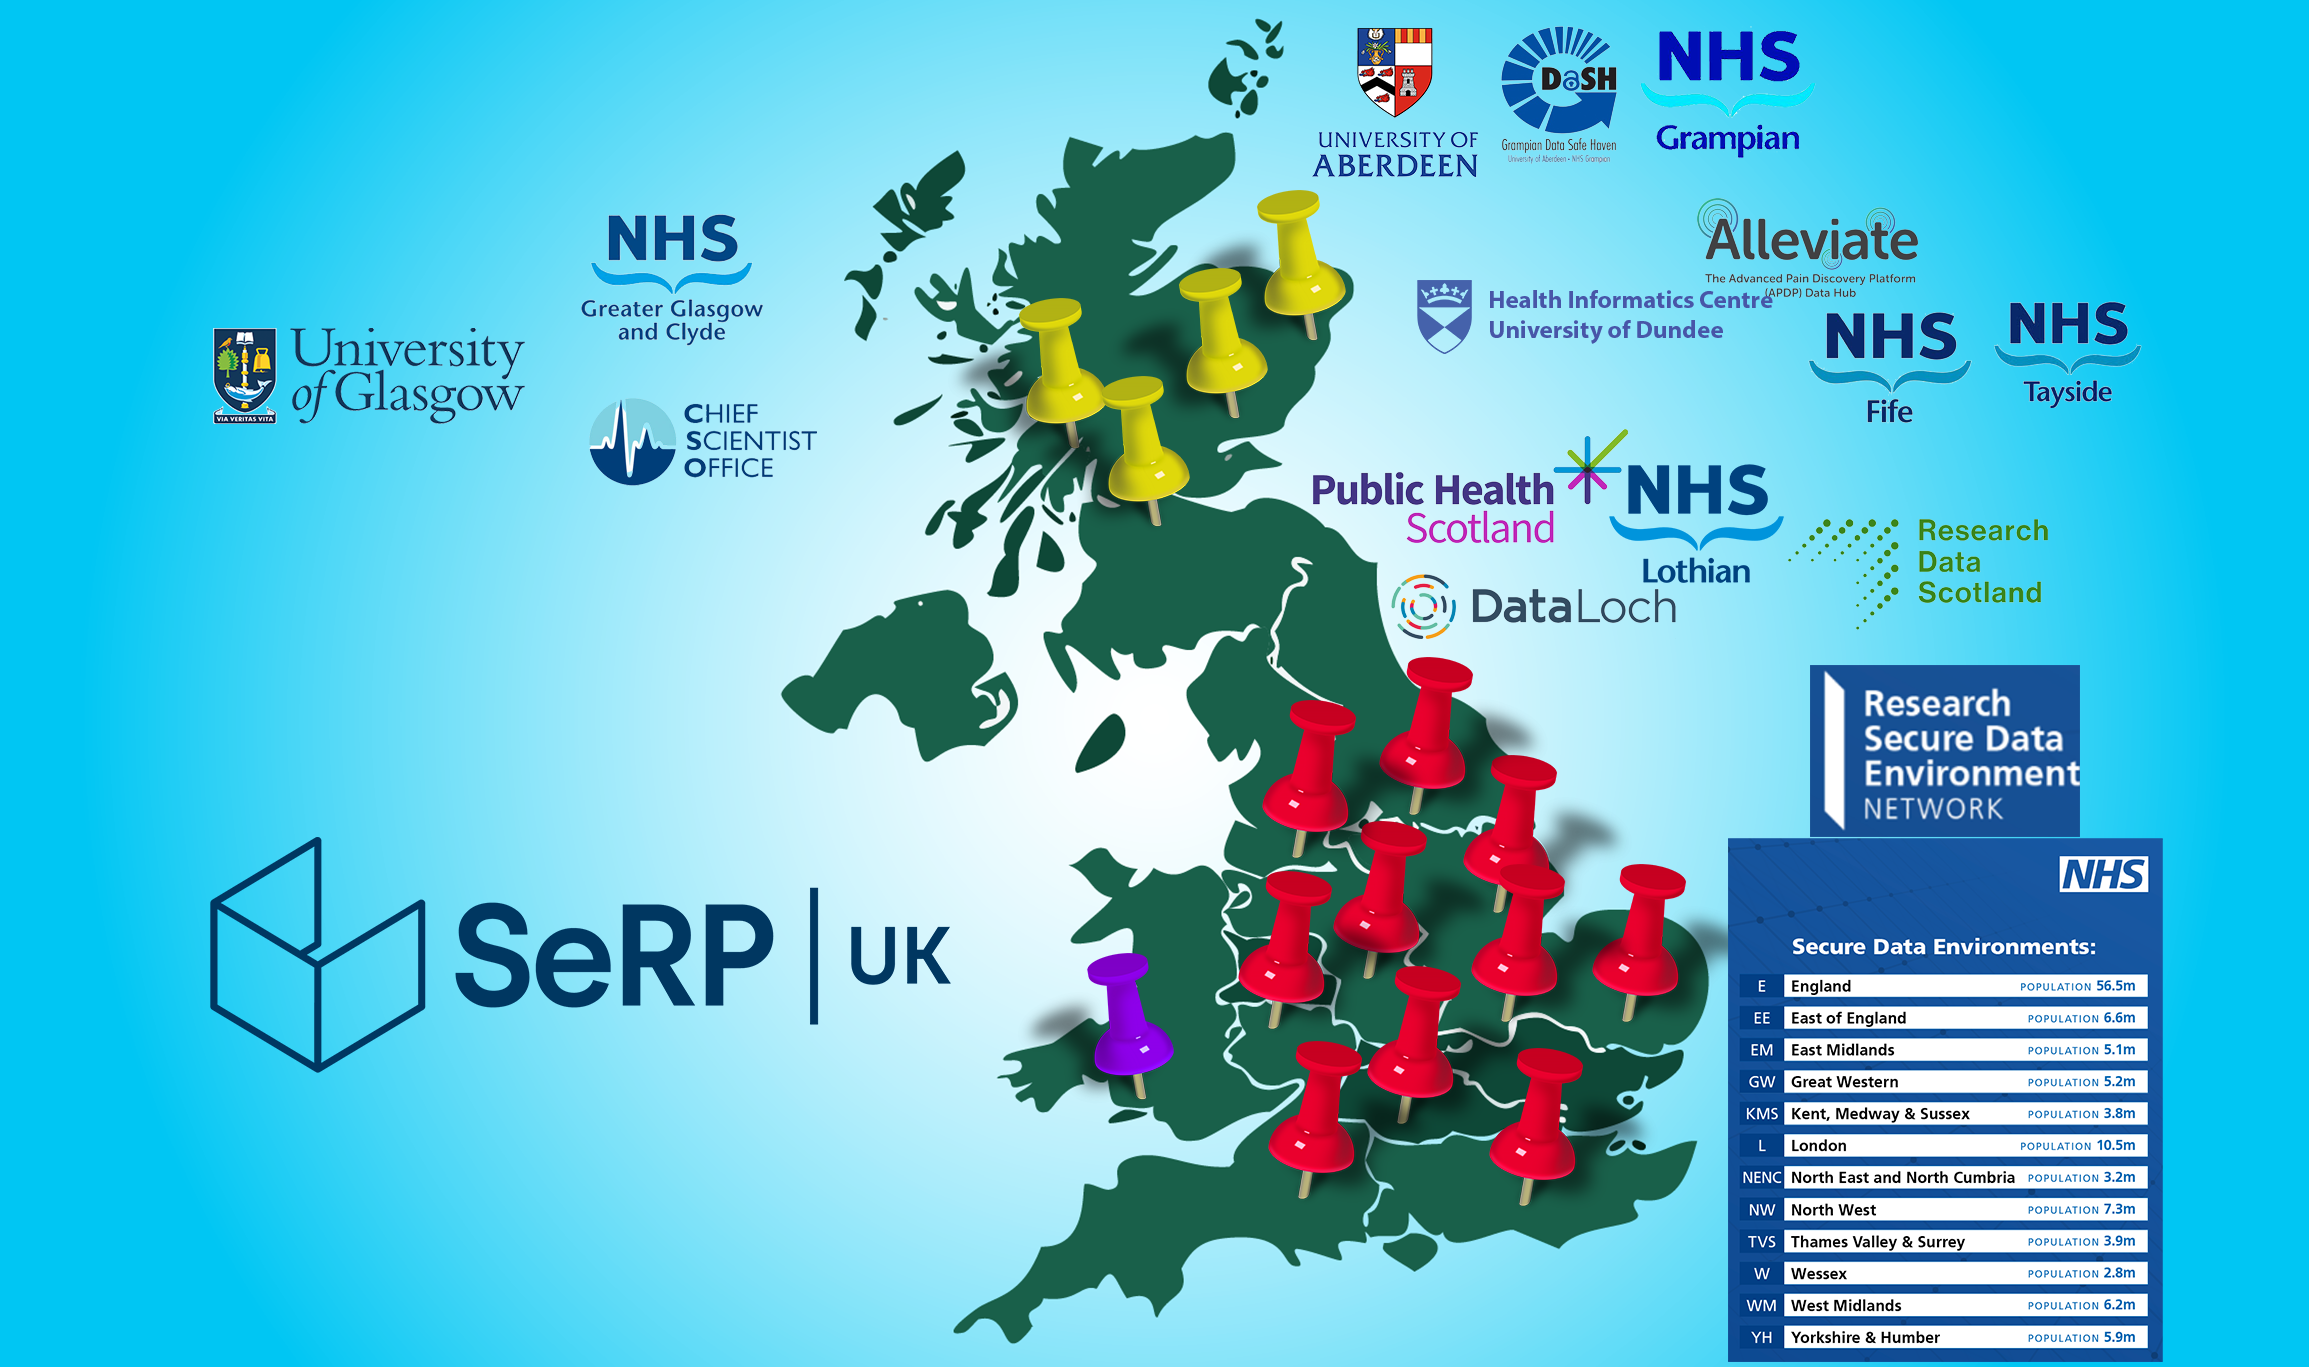 UNIVERSITY OF
ABERDEEN
DaSH
Grampian Data Safe Haven
University of Aberdeen • NHS Grampian
NHS
Grampian
NHS
Greater Glasgow
and Clyde
University
of Glasgow
VIA VERITAS VITA
CHIEF
SCIENTIST
OFFICE
Alleviate
The Advanced Pain Discovery Platform
(APDP) Data Hub
Health Informatics Centre
University of Dundee
NHS
Fife
NHS
Tayside
Public Health
Scotland
NHS
Lothian
Research
Data
Scotland
DataLoch
Research
Secure Data
Environment
NETWORK
SeRP | UK
NHS
Secure Data Environments:
E England POPULATION 56.5m
EE East of England POPULATION 6.6m
EM East Midlands POPULATION 5.1m
GW Great Western POPULATION 5.2m
KMS Kent, Medway & Sussex POPULATION 3.8m
L London POPULATION 10.5m
NENC North East and North Cumbria POPULATION 3.2m
NW North West POPULATION 7.3m
TVS Thames Valley & Surrey POPULATION 3.9m
W Wessex POPULATION 2.8m
WM West Midlands POPULATION 6.2m
YH Yorkshire & Humber POPULATION 5.9m